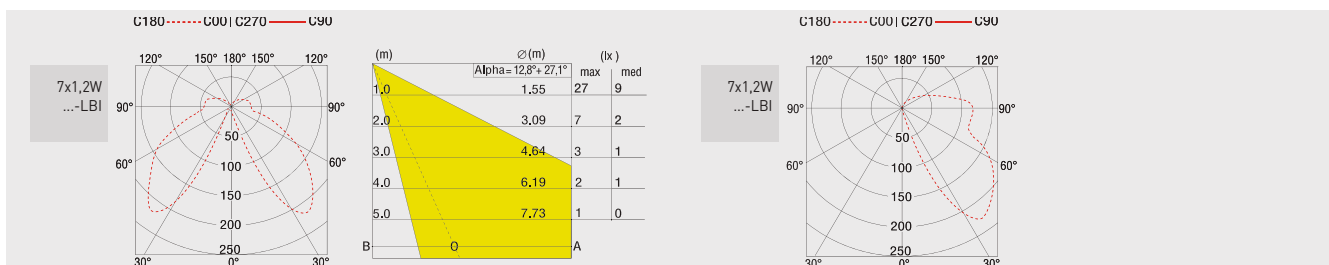 C180 C00 | C270 C90
7x1,2W
...-LBI
120° 150° 180° 150° 120°
90° 90°
50
60° 60°
100
150
200
250
30° 0° 30°
(m) ∅(m) (lx)
Alpha=12,8°+ 27,1° max med
1.0 1.55 27 9
2.0 3.09 7 2
3.0 4.64 3 1
4.0 6.19 2 1
5.0 7.73 1 0
B O A
C180 C00 | C270 C90
7x1,2W
...-LBI
120° 150° 180° 150° 120°
90° 90°
50
60° 60°
100
150
200
250
30° 0° 30°